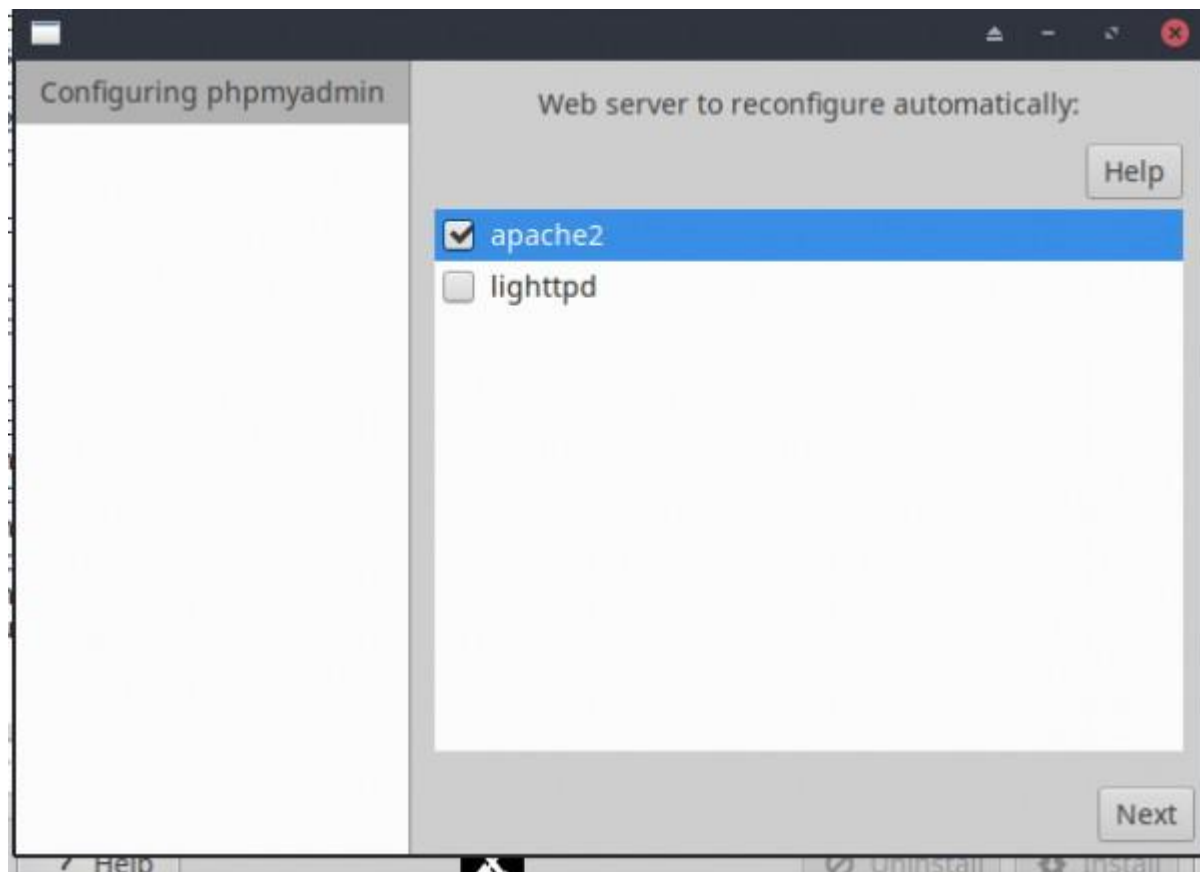 Configuring phpmyadmin
Web server to reconfigure automatically:
Help
apache2
lighttpd
Next
Help
Uninstall
Install